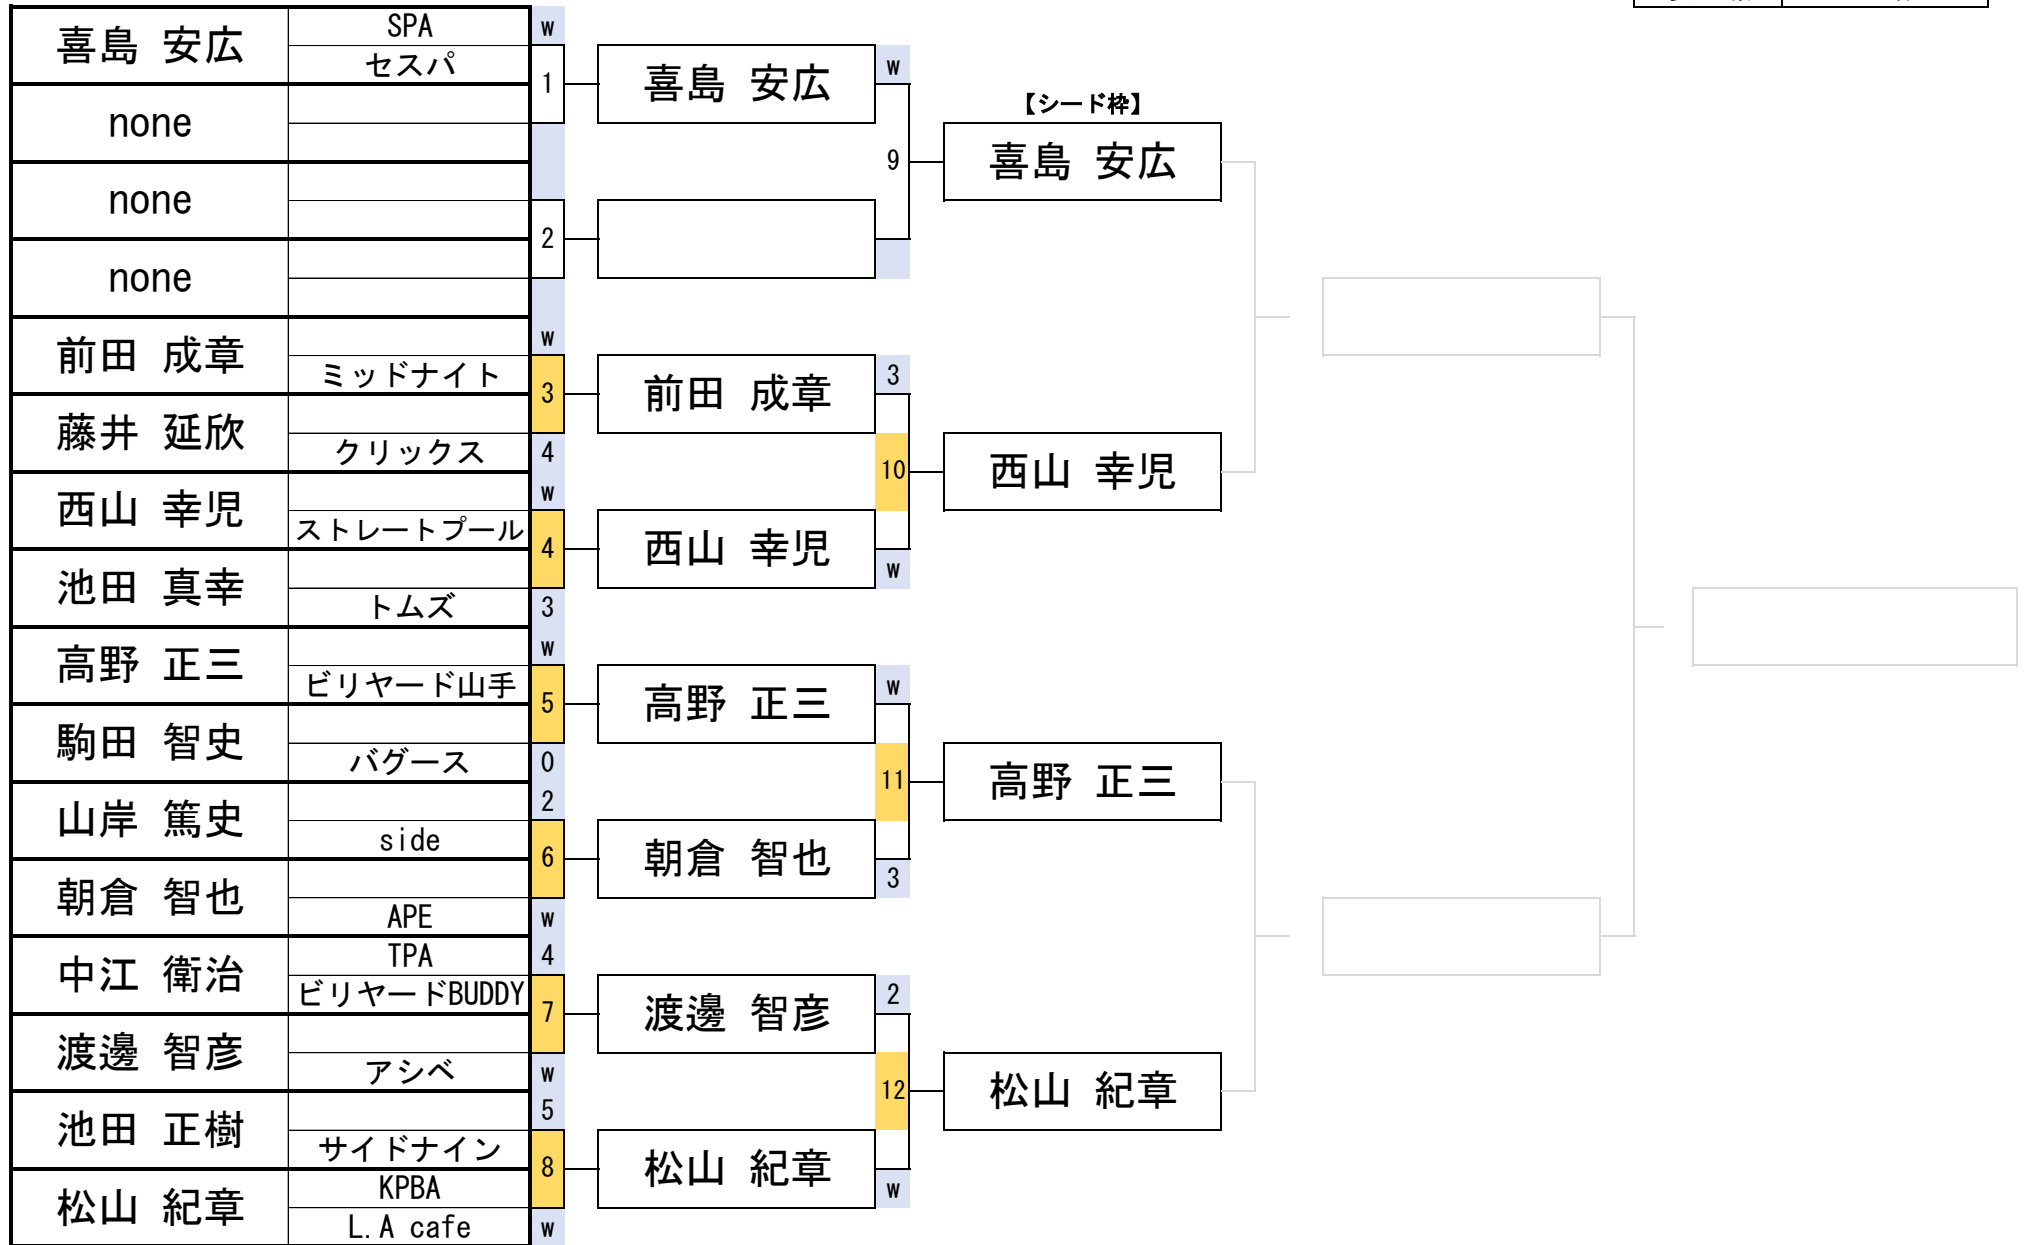 喜島 安広
SPA
セスパ
none
none
none
前田 成章
ミッドナイト
藤井 延欣
クリックス
西山 幸児
ストレートプール
池田 真幸
トムズ
高野 正三
ビリヤード山手
駒田 智史
バグース
山岸 篤史
side
朝倉 智也
APE
中江 衛治
TPA
ビリヤードBUDDY
渡邊 智彦
アシベ
池田 正樹
サイドナイン
松山 紀章
KPBA
L.A cafe
W
1
2
W
3
4
W
4
3
W
5
0
2
6
W
4
7
W
5
8
W
喜島 安広
前田 成章
西山 幸児
高野 正三
朝倉 智也
渡邊 智彦
松山 紀章
W
9
3
10
W
W
11
3
2
12
W
【シード枠】
喜島 安広
西山 幸児
高野 正三
松山 紀章